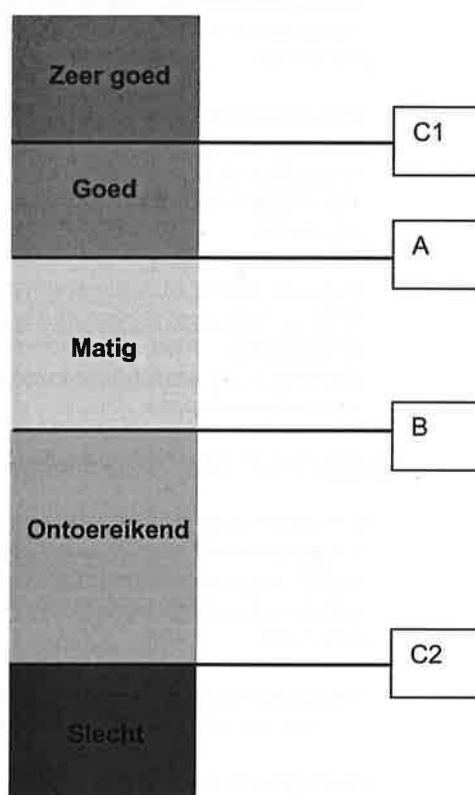 Zeer goed
C1
Goed
A
Matig
B
Ontoereikend
C2
Slecht